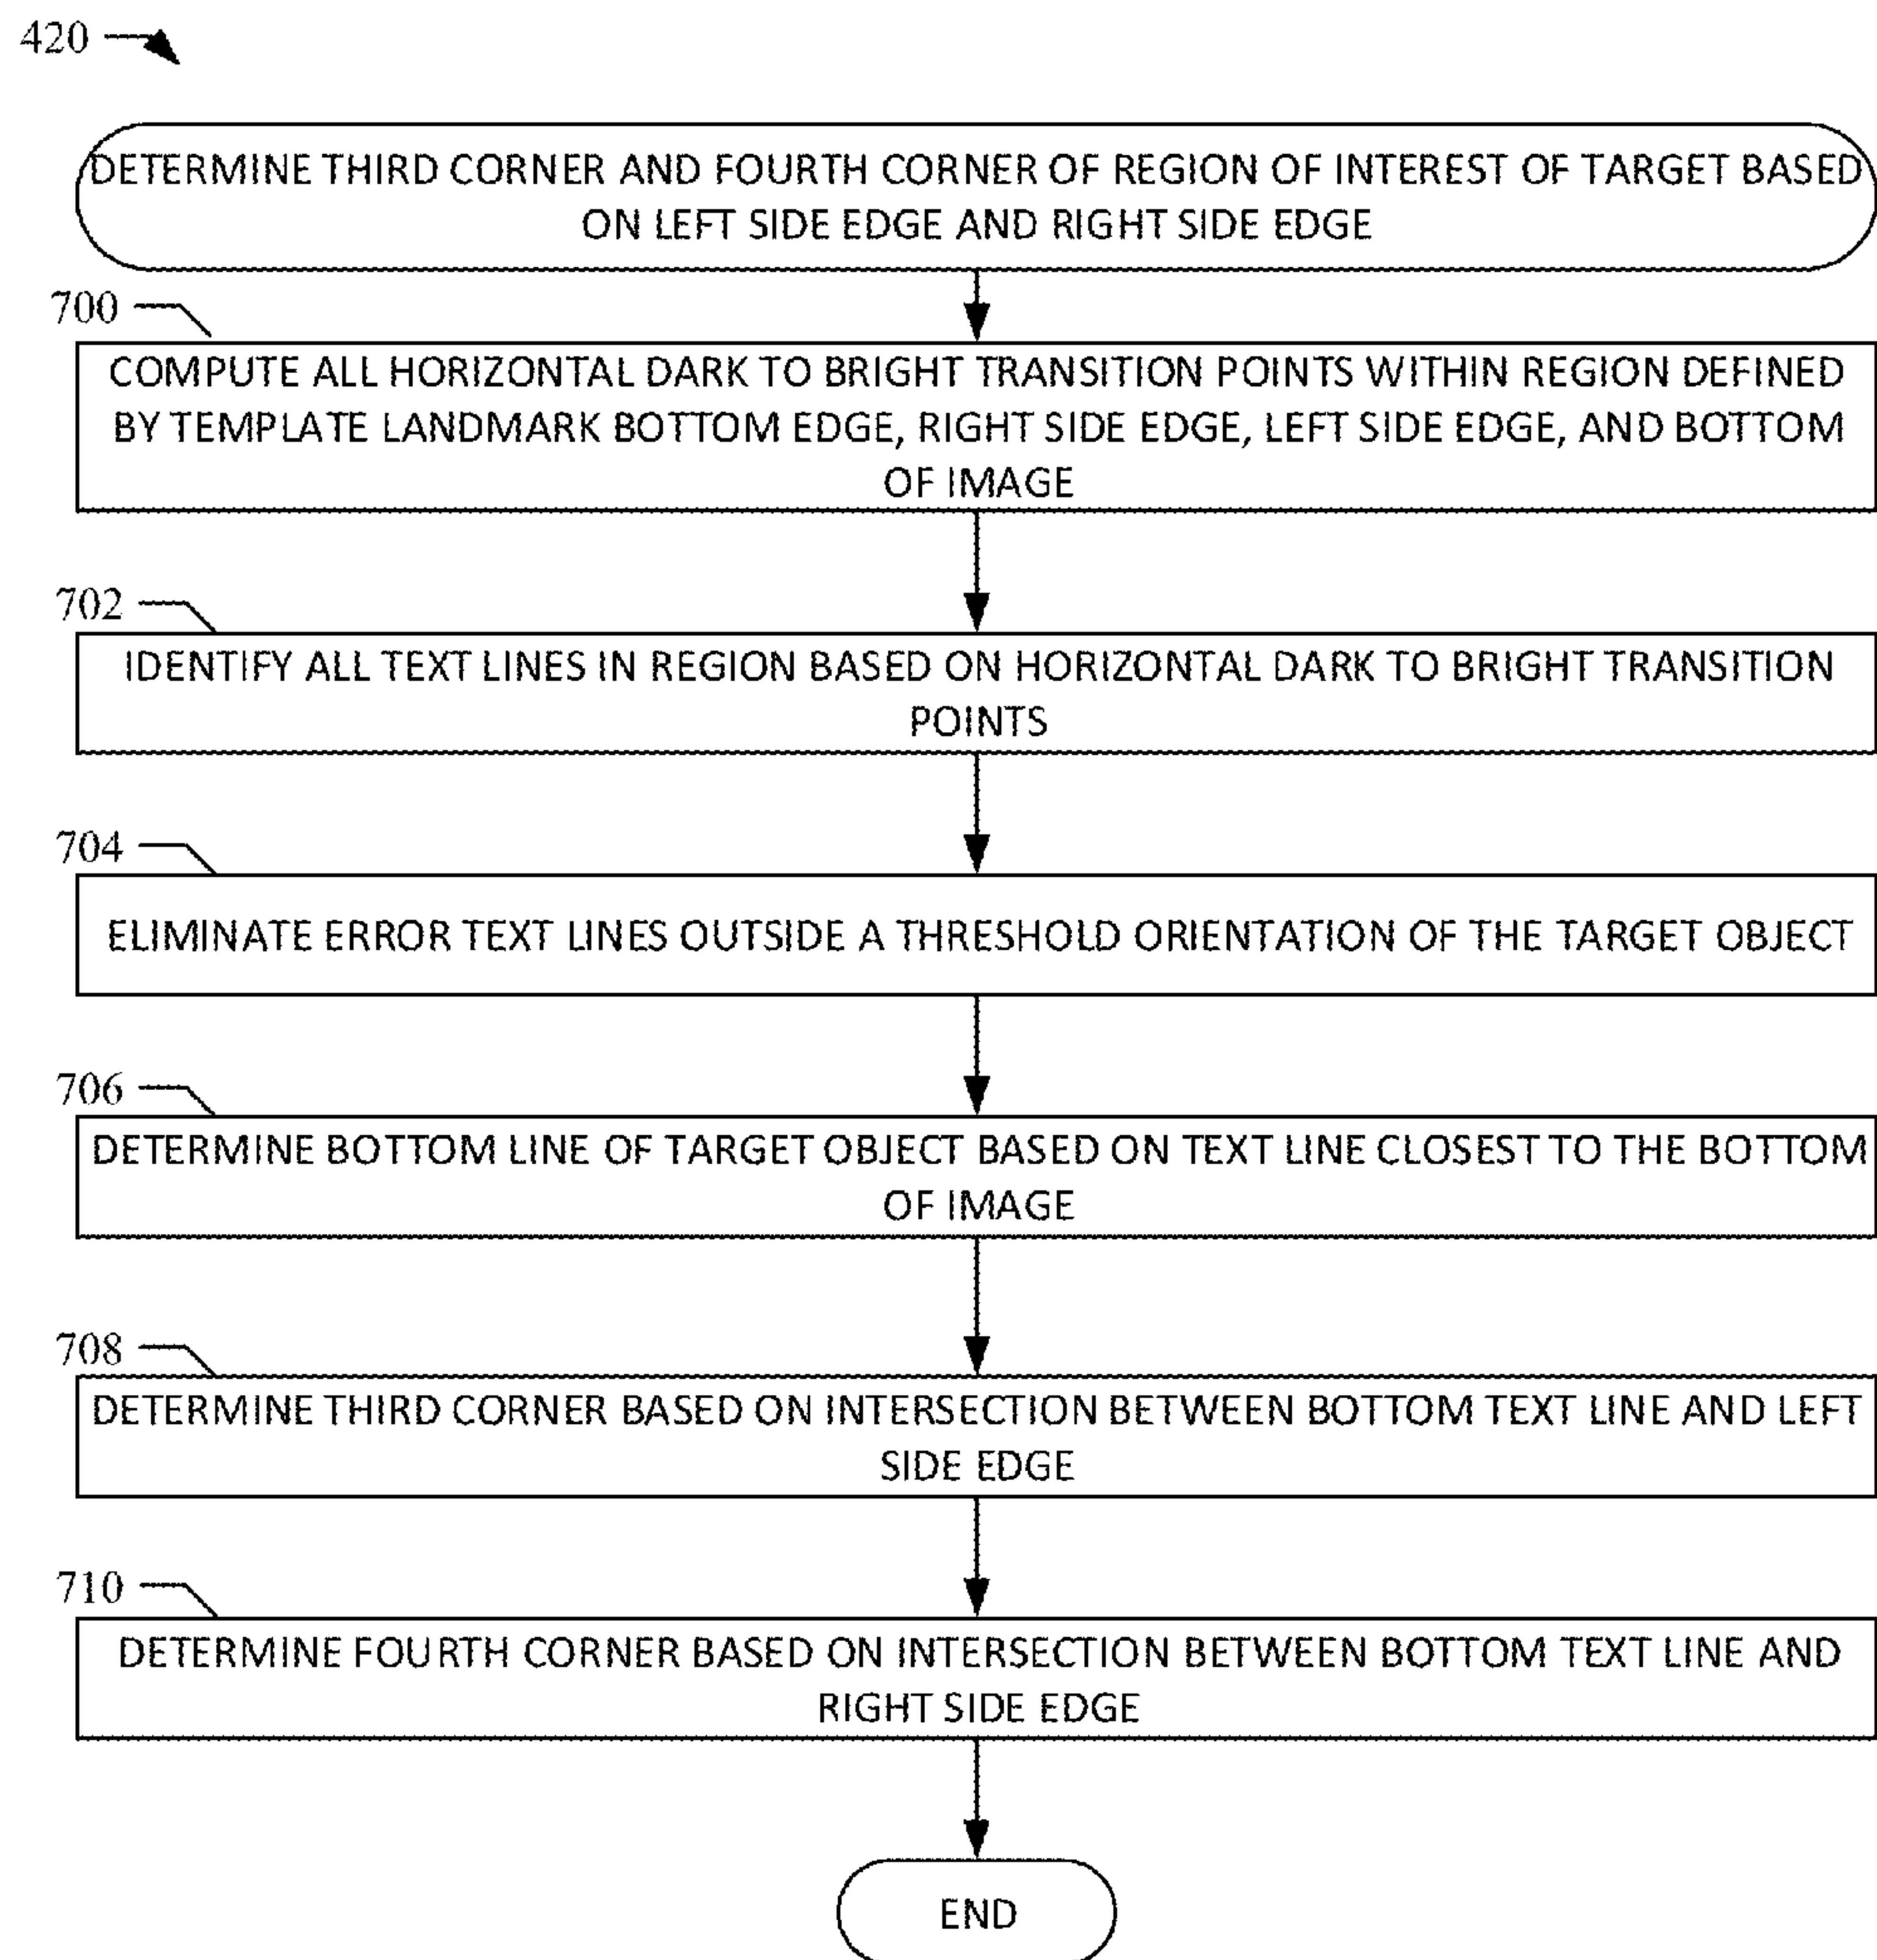 420
DETERMINE THIRD CORNER AND FOURTH CORNER OF REGION OF INTEREST OF TARGET BASED
ON LEFT SIDE EDGE AND RIGHT SIDE EDGE
700
COMPUTE ALL HORIZONTAL DARK TO BRIGHT TRANSITION POINTS WITHIN REGION DEFINED
BY TEMPLATE LANDMARK BOTTOM EDGE, RIGHT SIDE EDGE, LEFT SIDE EDGE, AND BOTTOM
OF IMAGE
702
IDENTIFY ALL TEXT LINES IN REGION BASED ON HORIZONTAL DARK TO BRIGHT TRANSITION
POINTS
704
ELIMINATE ERROR TEXT LINES OUTSIDE A THRESHOLD ORIENTATION OF THE TARGET OBJECT
706
DETERMINE BOTTOM LINE OF TARGET OBJECT BASED ON TEXT LINE CLOSEST TO THE BOTTOM
OF IMAGE
708
DETERMINE THIRD CORNER BASED ON INTERSECTION BETWEEN BOTTOM TEXT LINE AND LEFT
SIDE EDGE
710
DETERMINE FOURTH CORNER BASED ON INTERSECTION BETWEEN BOTTOM TEXT LINE AND
RIGHT SIDE EDGE
END